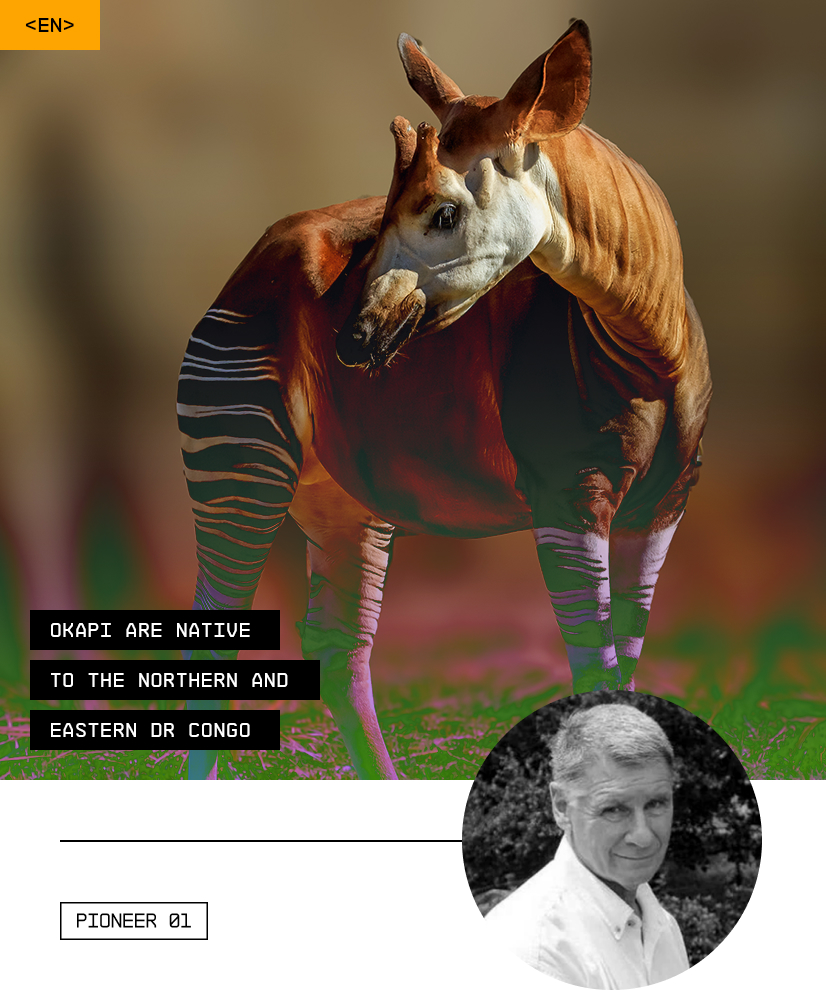 <EN>
OKAPI ARE NATIVE
TO THE NORTHERN AND
EASTERN DR CONGO
PIONEER 01